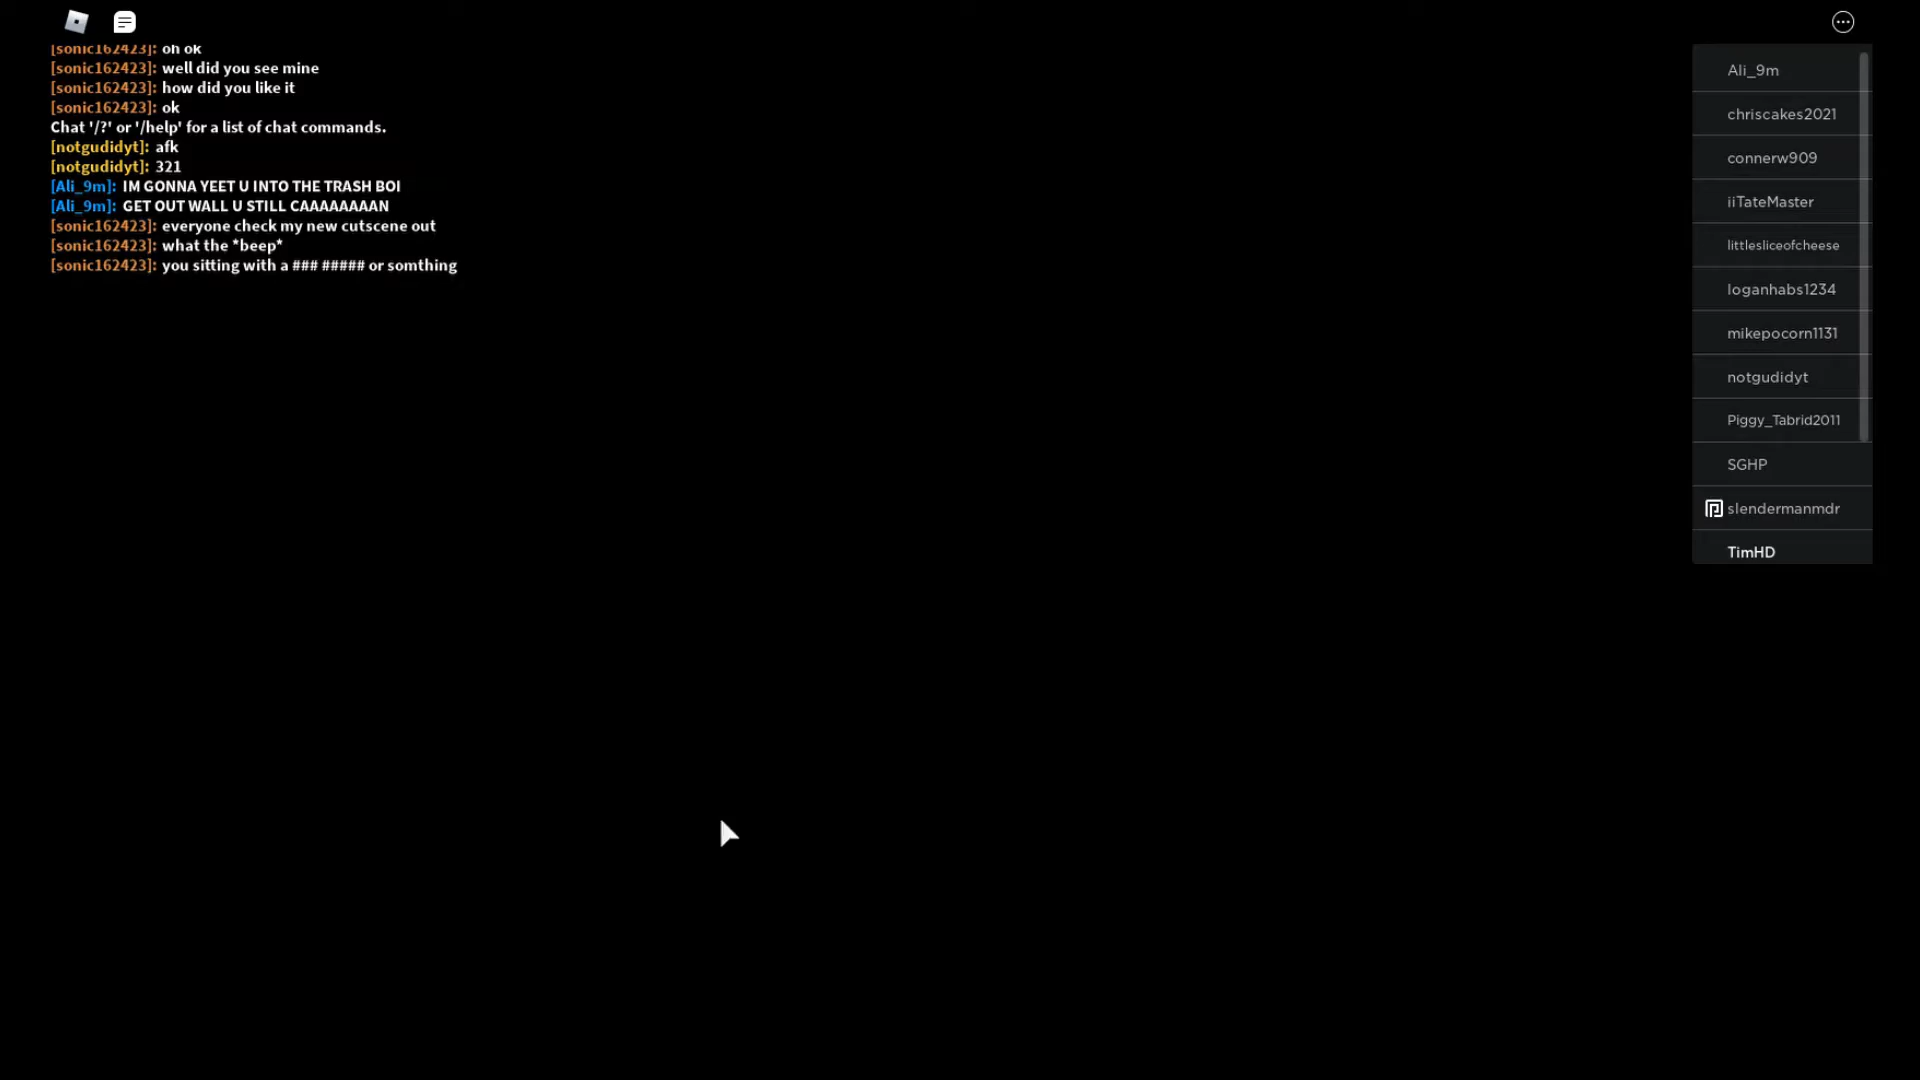 [sonic162423]: oh ok
[sonic162423]: well did you see mine
[sonic162423]: how did you like it
[sonic162423]: ok
Chat '/?' or '/help' for a list of chat commands.
[notgudidyt]: afk
[notgudidyt]: 321
[Ali_9m]: IM GONNA YEET U INTO THE TRASH BOI
[Ali_9m]: GET OUT WALL U STILL CAAAAAAAAN
[sonic162423]: everyone check my new cutscene out
[sonic162423]: what the *beep*
[sonic162423]: you sitting with a ### ##### or somthing
Ali_9m
chriscakes2021
connerw909
iiTateMaster
littlesliceofcheese
loganhabs1234
mikepocorn1131
notgudidyt
Piggy_Tabrid2011
SGHP
slendermanmdr
TimHD